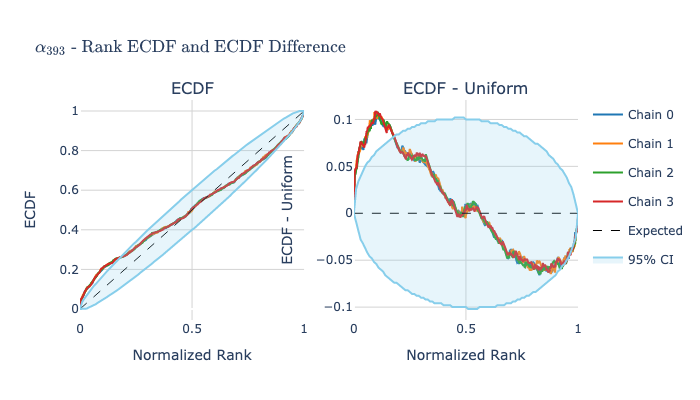 α₃₉₃ - Rank ECDF and ECDF Difference
ECDF
ECDF
1
0.8
0.6
0.4
0.2
0
0
0.5
1
Normalized Rank
ECDF - Uniform
ECDF - Uniform
0.1
0.05
0
−0.05
−0.1
0
0.5
1
Normalized Rank
Chain 0
Chain 1
Chain 2
Chain 3
Expected
95% CI